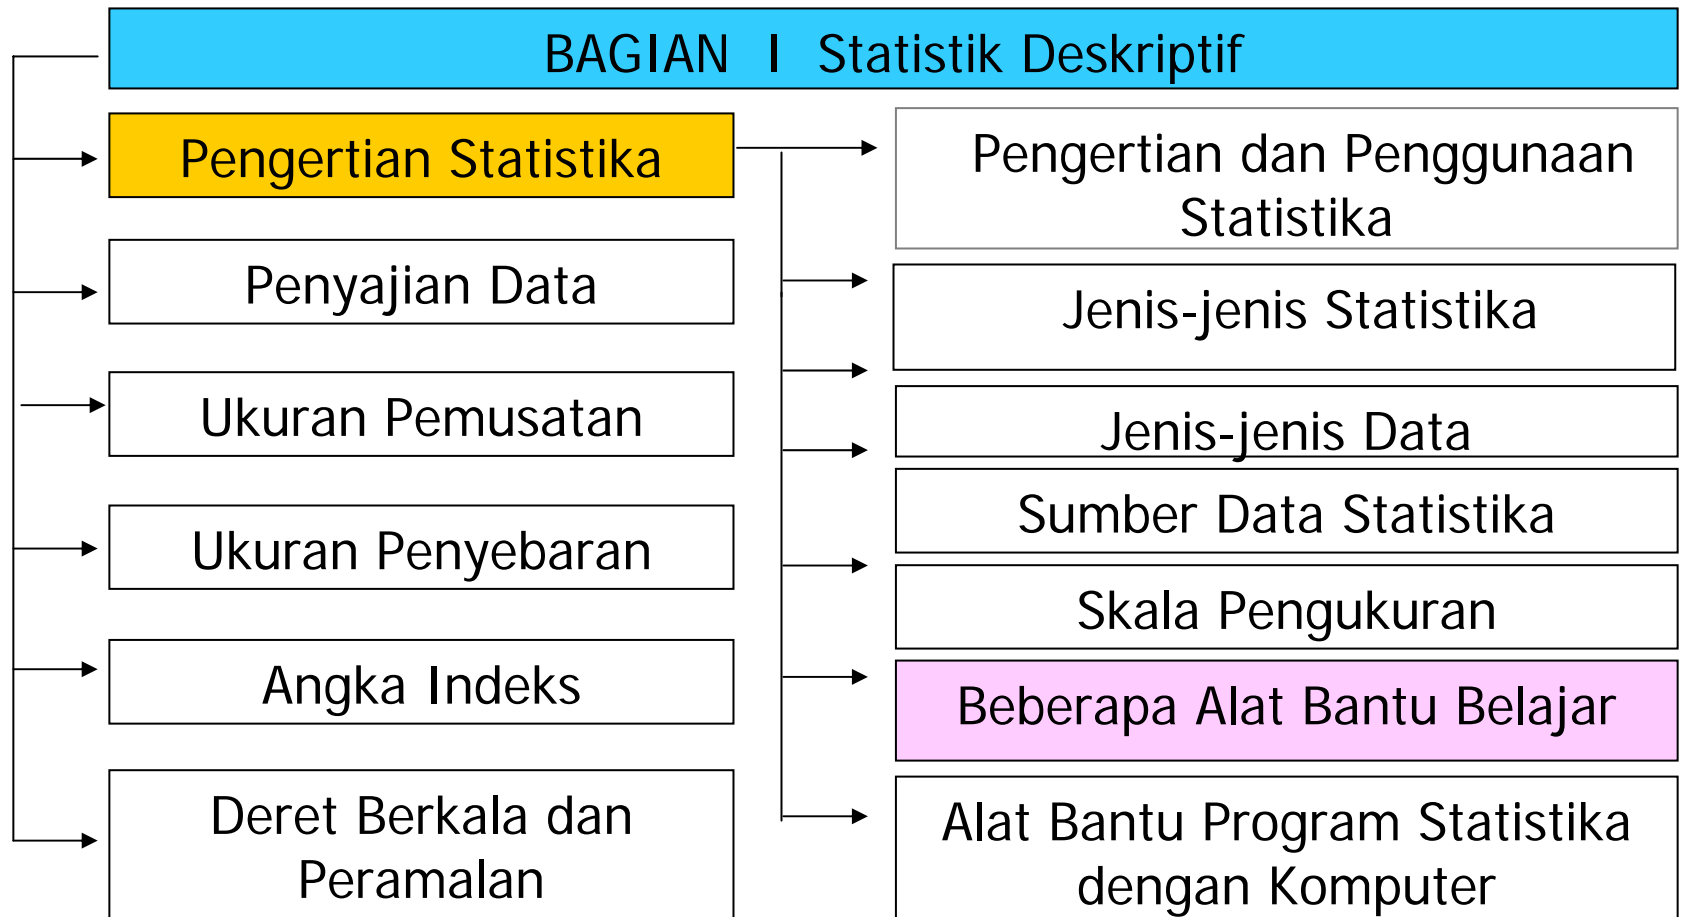 BAGIAN I Statistik Deskriptif
Pengertian Statistika
Penyajian Data
Ukuran Pemusatan
Ukuran Penyebaran
Angka Indeks
Deret Berkala dan
Peramalan
Pengertian dan Penggunaan
Statistika
Jenis-jenis Statistika
Jenis-jenis Data
Sumber Data Statistika
Skala Pengukuran
Beberapa Alat Bantu Belajar
Alat Bantu Program Statistika
dengan Komputer